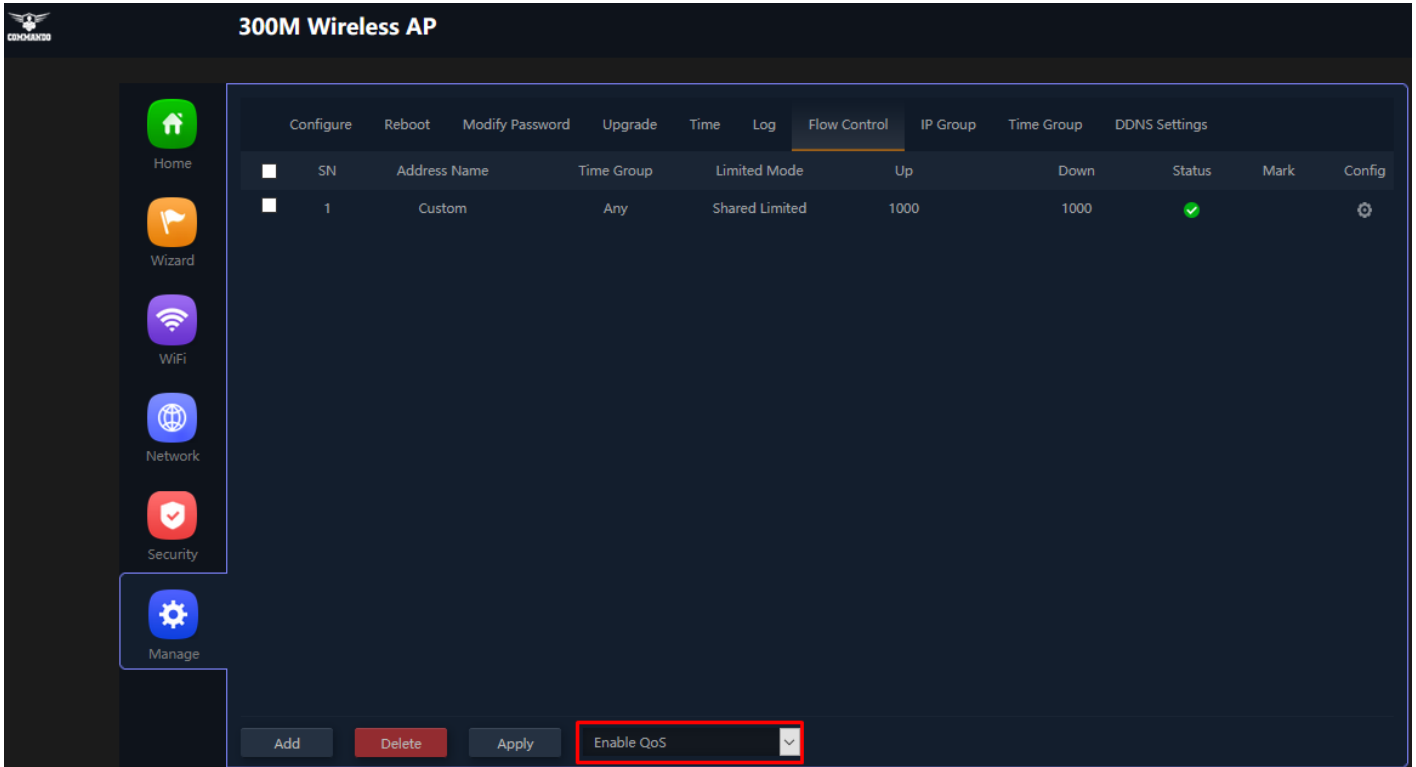 COMMANDO
300M Wireless AP
Home
Wizard
WiFi
Network
Security
Manage
Configure Reboot Modify Password Upgrade Time Log Flow Control IP Group Time Group DDNS Settings
SN Address Name Time Group Limited Mode Up Down Status Mark Config
1 Custom Any Shared Limited 1000 1000
Add Delete Apply Enable QoS